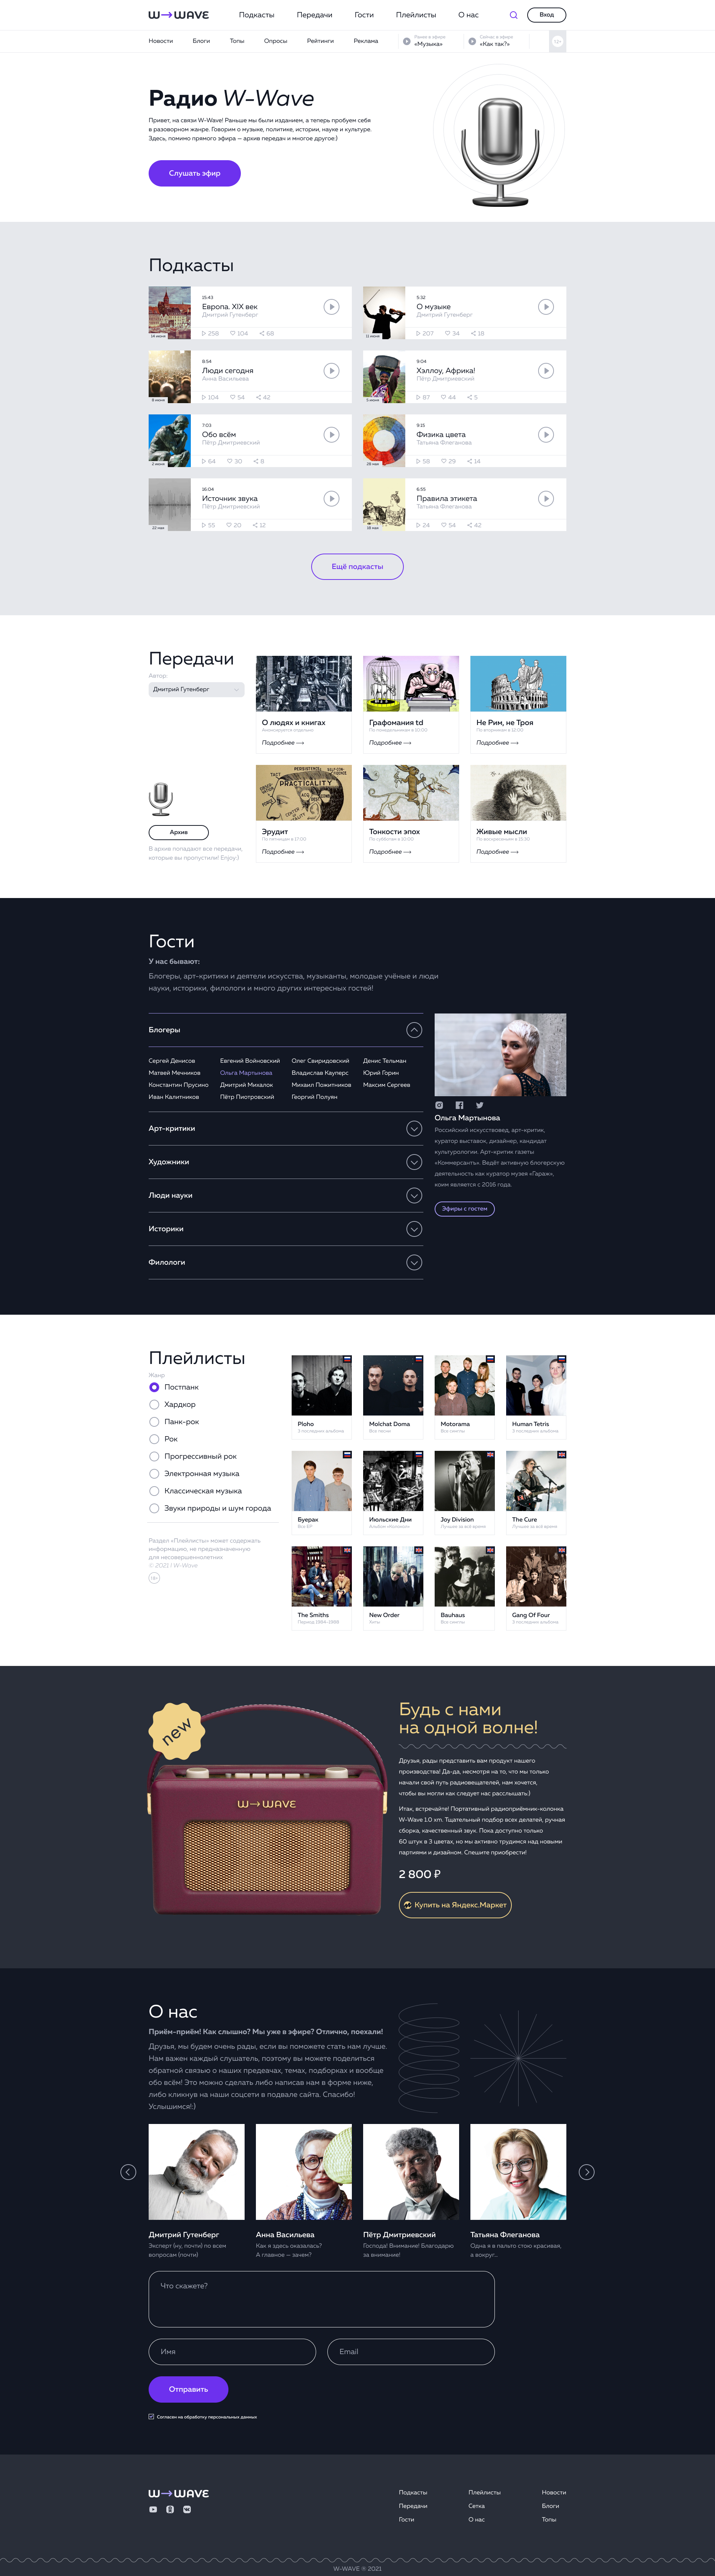 W→WAVE
Подкасты
Передачи
Гости
Плейлисты
О нас
Вход
Новости
Блоги
Топы
Опросы
Рейтинги
Реклама
«Музыка»
Сейчас в эфире
«Как так?»
18+
Радио W-Wave
Привет, на связи W-Wave! Раньше мы были изданием, а теперь пробуем себя
в разговорном жанре. Говорим о музыке, политике, истории, науке и культуре.
Здесь, помимо прямого эфира — архив передач и многое другое:)
Слушать эфир
Подкасты
15:43
Европа. XIX век
Дмитрий Гутенберг
14 июня
258 104 68
5:32
О музыке
Дмитрий Гутенберг
11 июня
207 34 18
8:54
Люди сегодня
Анна Васильева
9 июня
104 54 42
9:04
Хэллоу, Африка!
Пётр Дмитриевский
5 июня
87 44 5
7:03
Обо всём
Пётр Дмитриевский
2 июня
64 30 8
9:15
Физика цвета
Татьяна Флеганова
28 мая
58 29 14
16:04
Источник звука
Пётр Дмитриевский
22 мая
55 20 12
6:55
Правила этикета
Татьяна Флеганова
18 мая
24 54 42
Ещё подкасты
Передачи
Автор:
Дмитрий Гутенберг
О людях и книгах
Анонсируется отдельно
Подробнее ⟶
Графомания td
По понедельникам в 10:00
Подробнее ⟶
Не Рим, не Троя
По вторникам в 12:00
Подробнее ⟶
Архив
В архив попадают все передачи,
которые вы пропустили! Enjoy:)
PRACTICALITY
Эрудит
По пятницам в 17:00
Подробнее ⟶
Тонкости эпох
По субботам в 10:00
Подробнее ⟶
Живые мысли
По воскресеньям в 15:30
Подробнее ⟶
Гости
У нас бывают:
Блогеры, арт-критики и деятели искусства, музыканты, молодые учёные и люди
науки, историки, филологи и много других интересных гостей!
Блогеры
Сергей Денисов
Евгений Войновский
Олег Свиридовский
Денис Тельман
Матвей Мечников
Ольга Мартынова
Владислав Кауперс
Юрий Горин
Константин Прусино
Дмитрий Михалок
Михаил Пожитников
Максим Сергеев
Иван Калитников
Пётр Пиотровский
Георгий Полуян
Арт-критики
Художники
Люди науки
Историки
Филологи
Ольга Мартынова
Российский искусствовед, арт-критик,
куратор выставок, дизайнер, кандидат
культурологии. Арт-критик газеты
«Коммерсантъ». Ведёт активную блогерскую
деятельность как куратор музея «Гараж»,
коим является с 2016 года.
Эфиры с гостем
Плейлисты
Жанр
Постпанк
Хардкор
Панк-рок
Рок
Прогрессивный рок
Электронная музыка
Классическая музыка
Звуки природы и шум города
Раздел «Плейлисты» может содержать
информацию, не предназначенную
для несовершеннолетних
© 2021 I W-Wave
18+
Ploho
3 последних альбома
Molchat Doma
Все песни
Motorama
Все синглы
Human Tetris
3 последних альбома
Буерак
Все EP
Июльские Дни
Joy Division
Лучшее за всё время
The Cure
Лучшее за всё время
The Smiths
Период 1984–1988
New Order
Хиты
Bauhaus
Все синглы
Gang Of Four
3 последних альбома
new
W→WAVE
Будь с нами
на одной волне!
Друзья, рады представить вам продукт нашего
производства! Да-да, несмотря на то, что мы только
начали свой путь радиовещателей, нам хочется,
чтобы вы могли как следует нас расслышать:)
Итак, встречайте! Портативный радиоприёмник-колонка
W-Wave 1.0 xm. Тщательный подбор всех деталей, ручная
сборка, качественный звук. Пока доступно только
60 штук в 3 цветах, но мы активно трудимся над новыми
партиями и дизайном. Спешите приобрести!
2 800 ₽
Купить на Яндекс.Маркет
О нас
Приём-приём! Как слышно? Мы уже в эфире? Отлично, поехали!
Друзья, мы будем очень рады, если вы поможете стать нам лучше.
Нам важен каждый слушатель, поэтому вы можете поделиться
обратной связью о наших предеачах, темах, подборках и вообще
обо всём! Это можно сделать либо написав нам в форме ниже,
либо кликнув на наши соцсети в подвале сайта. Спасибо!
Услышимся!:)
Дмитрий Гутенберг
Эксперт (ну, почти) по всем
вопросам (почти)
Анна Васильева
Как я здесь оказалась?
А главное — зачем?
Пётр Дмитриевский
Господа! Внимание! Благодарю
за внимание!
Татьяна Флеганова
Одна я в пальто стою красивая,
а вокруг...
Что скажете?
Имя
Email
Отправить
Согласен на обработку персональных данных
W→WAVE
Подкасты
Плейлисты
Новости
Передачи
Сетка
Блоги
Гости
О нас
Топы
W-WAVE ® 2021